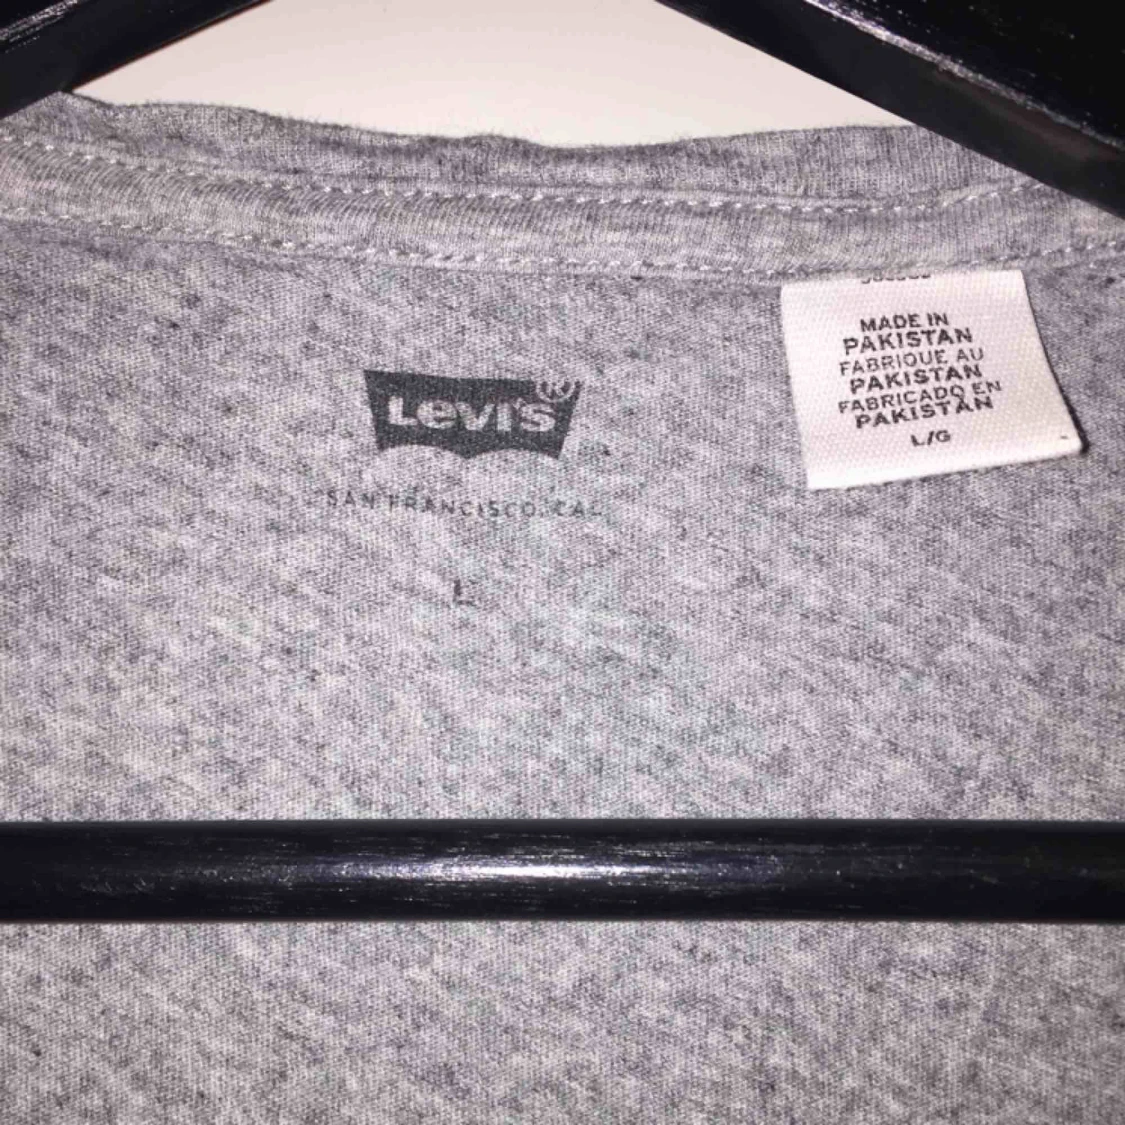 LEVI'S ®
SAN FRANCISCO, CAL
L
MADE IN
PAKISTAN
FABRIQUE AU
PAKISTAN
FABRICADO EN
PAKISTAN
L/G